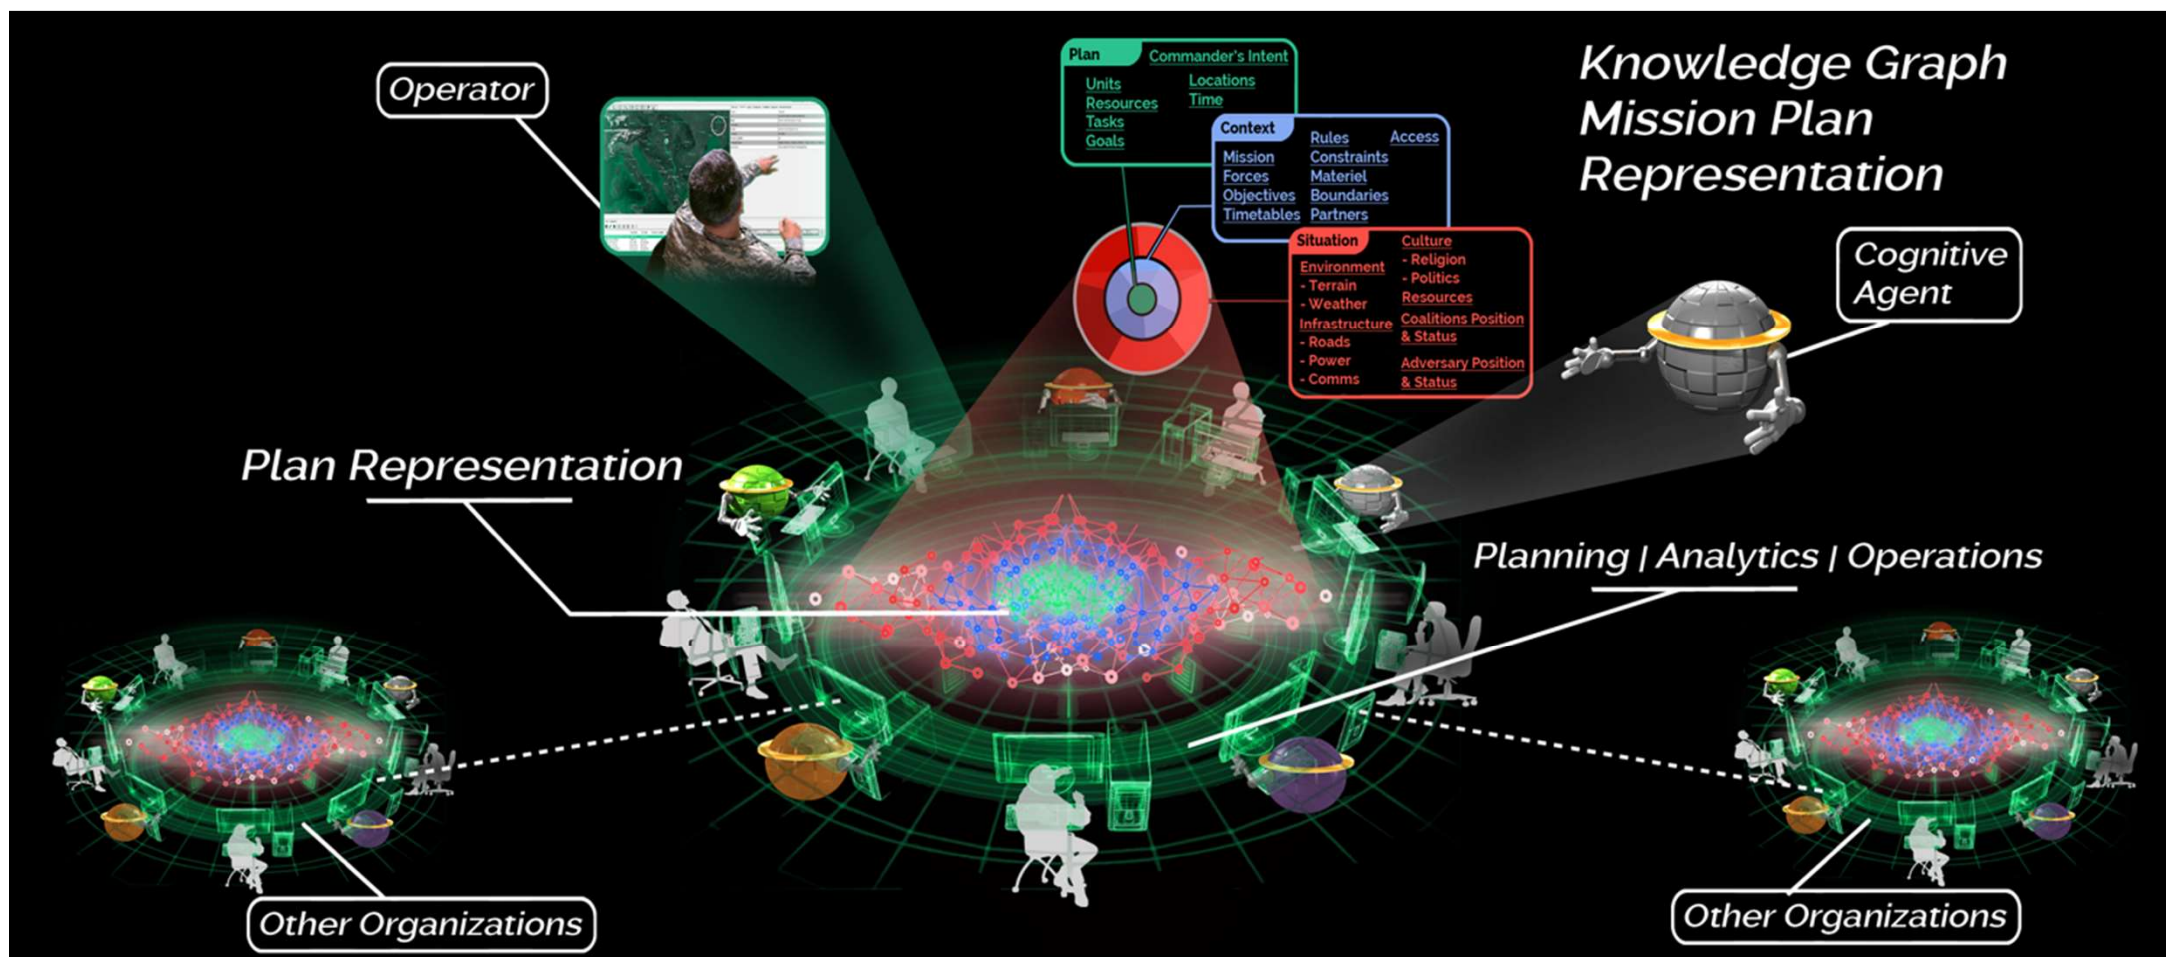 Knowledge Graph
Mission Plan
Representation
Operator
Plan
Commander's Intent
Units
Resources
Tasks
Goals
Locations
Time
Context
Mission
Forces
Objectives
Timetables
Rules
Constraints
Materiel
Boundaries
Partners
Access
Situation
Environment
- Terrain
- Weather
Infrastructure
- Roads
- Power
- Comms
Culture
- Religion
- Politics
Resources
Coalitions Position
& Status
Adversary Position
& Status
Cognitive
Agent
Plan Representation
Planning | Analytics | Operations
Other Organizations
Other Organizations